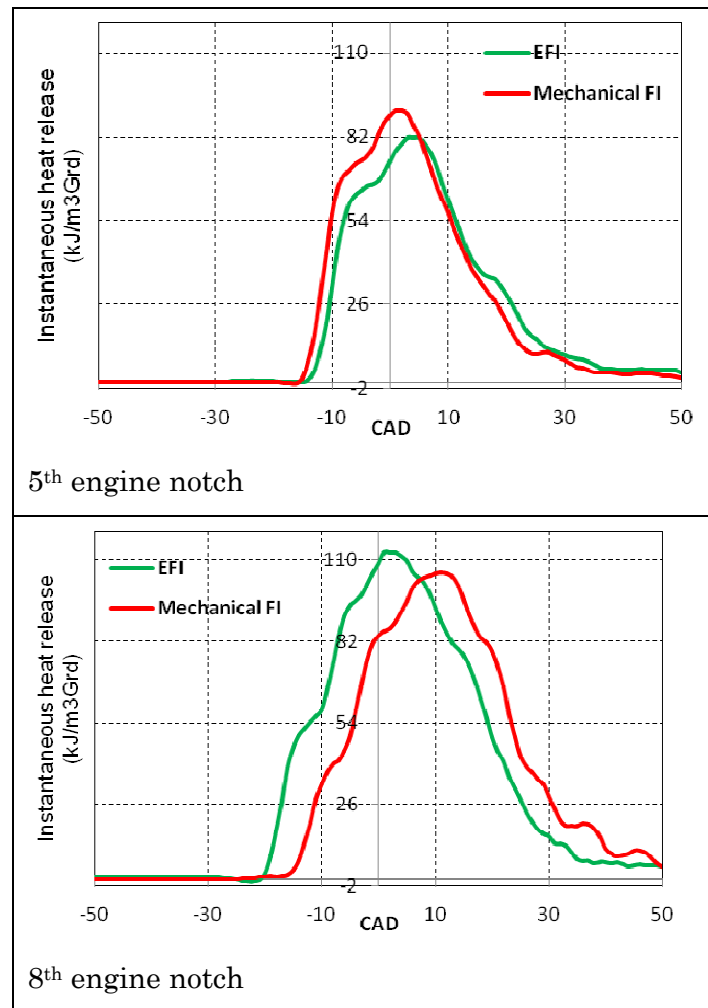 Instantaneous heat release
(kJ/m3Grd)
110
82
54
26
-2
EFI
Mechanical FI
-50
-30
-10
10
30
50
CAD
5th engine notch
Instantaneous heat release
(kJ/m3Grd)
110
82
54
26
-2
EFI
Mechanical FI
-50
-30
-10
10
30
50
CAD
8th engine notch